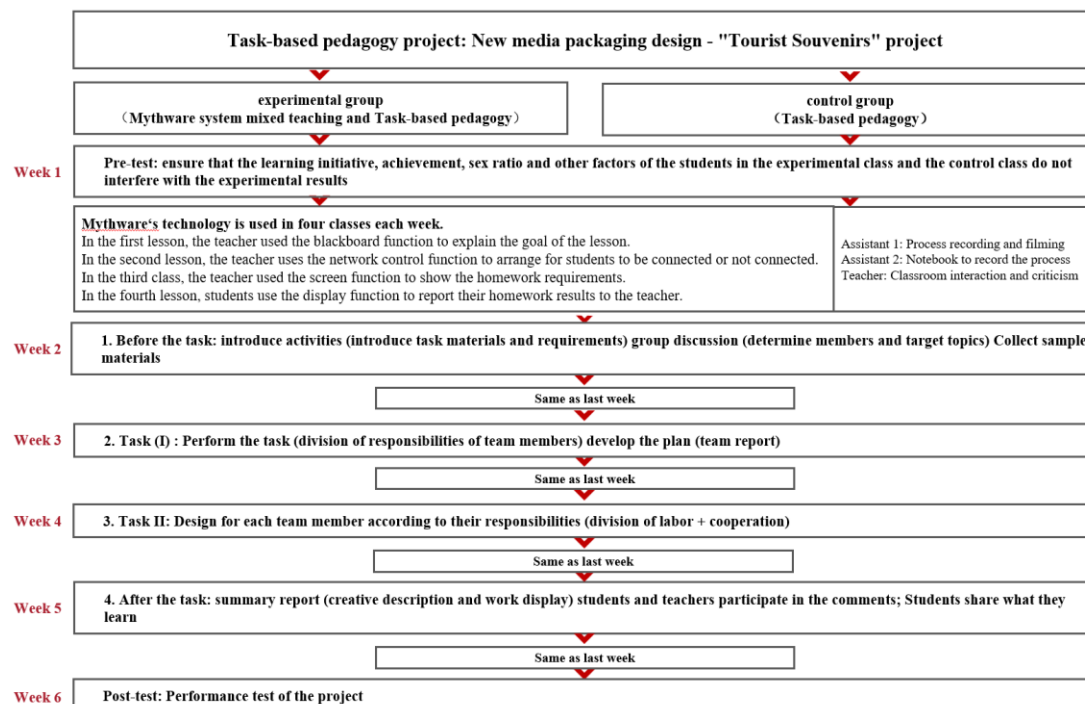 Task-based pedagogy project: New media packaging design - "Tourist Souvenirs" project
experimental group
（Mythware system mixed teaching and Task-based pedagogy）
control group
（Task-based pedagogy）
Week 1
Pre-test: ensure that the learning initiative, achievement, sex ratio and other factors of the students in the experimental class and the control class do not
interfere with the experimental results
Mythware‘s technology is used in four classes each week.
In the first lesson, the teacher used the blackboard function to explain the goal of the lesson.
In the second lesson, the teacher uses the network control function to arrange for students to be connected or not connected.
In the third class, the teacher used the screen function to show the homework requirements.
In the fourth lesson, students use the display function to report their homework results to the teacher.
Assistant 1: Process recording and filming
Assistant 2: Notebook to record the process
Teacher: Classroom interaction and criticism
Week 2
1. Before the task: introduce activities (introduce task materials and requirements) group discussion (determine members and target topics) Collect sample
materials
Same as last week
Week 3
2. Task (I) : Perform the task (division of responsibilities of team members) develop the plan (team report)
Same as last week
Week 4
3. Task II: Design for each team member according to their responsibilities (division of labor + cooperation)
Same as last week
Week 5
4. After the task: summary report (creative description and work display) students and teachers participate in the comments; Students share what they
learn
Same as last week
Week 6
Post-test: Performance test of the project